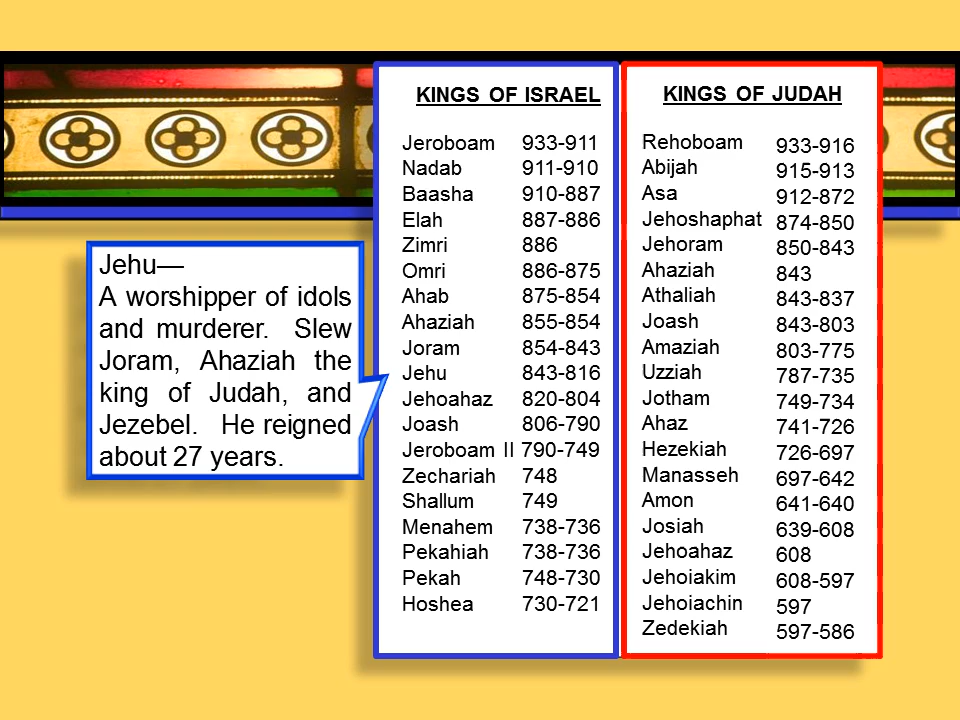 Jehu—
A worshipper of idols
and murderer. Slew
Joram, Ahaziah the
king of Judah, and
Jezebel. He reigned
about 27 years.
KINGS OF ISRAEL
Jeroboam 933-911
Nadab 911-910
Baasha 910-887
Elah 887-886
Zimri 886
Omri 886-875
Ahab 875-854
Ahaziah 855-854
Joram 854-843
Jehu 843-816
Jehoahaz 820-804
Joash 806-790
Jeroboam II 790-749
Zechariah 748
Shallum 749
Menahem 738-736
Pekahiah 738-736
Pekah 748-730
Hoshea 730-721
KINGS OF JUDAH
Rehoboam 933-916
Abijah 915-913
Asa 912-872
Jehoshaphat 874-850
Jehoram 850-843
Ahaziah 843
Athaliah 843-837
Joash 843-803
Amaziah 803-775
Uzziah 787-735
Jotham 749-734
Ahaz 741-726
Hezekiah 726-697
Manasseh 697-642
Amon 641-640
Josiah 639-608
Jehoahaz 608
Jehoiakim 608-597
Jehoiachin 597
Zedekiah 597-586